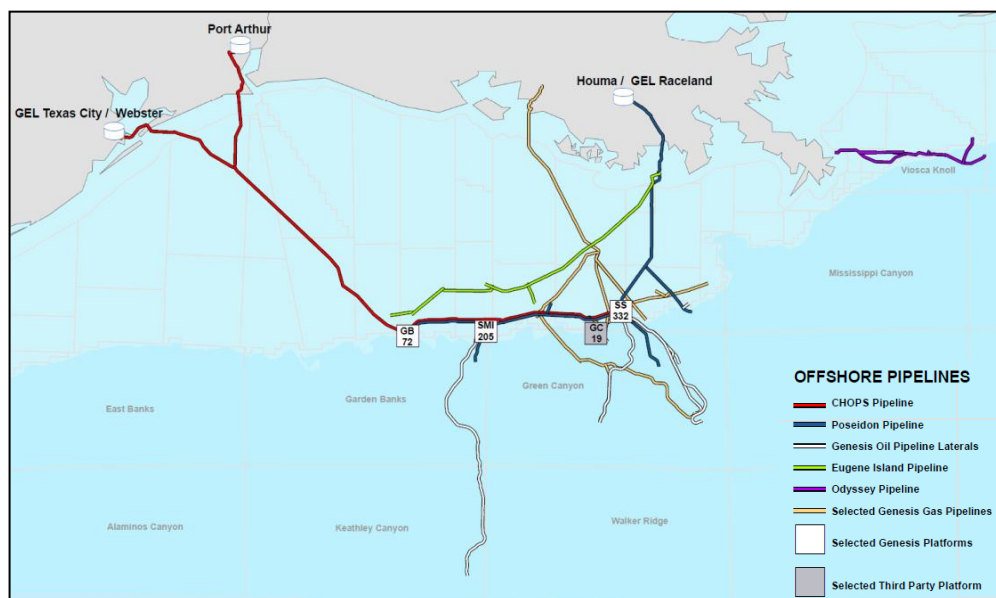 Port Arthur
Houma / GEL Raceland
GEL Texas City / Webster
Viosca Knoll
Mississippi Canyon
SS
332
SMI
205
GB
72
GC
19
Green Canyon
Garden Banks
East Banks
Alaminos Canyon
Keathley Canyon
Walker Ridge
OFFSHORE PIPELINES
CHOPS Pipeline
Poseidon Pipeline
Genesis Oil Pipeline Laterals
Eugene Island Pipeline
Odyssey Pipeline
Selected Genesis Gas Pipelines
Selected Genesis Platforms
Selected Third Party Platform